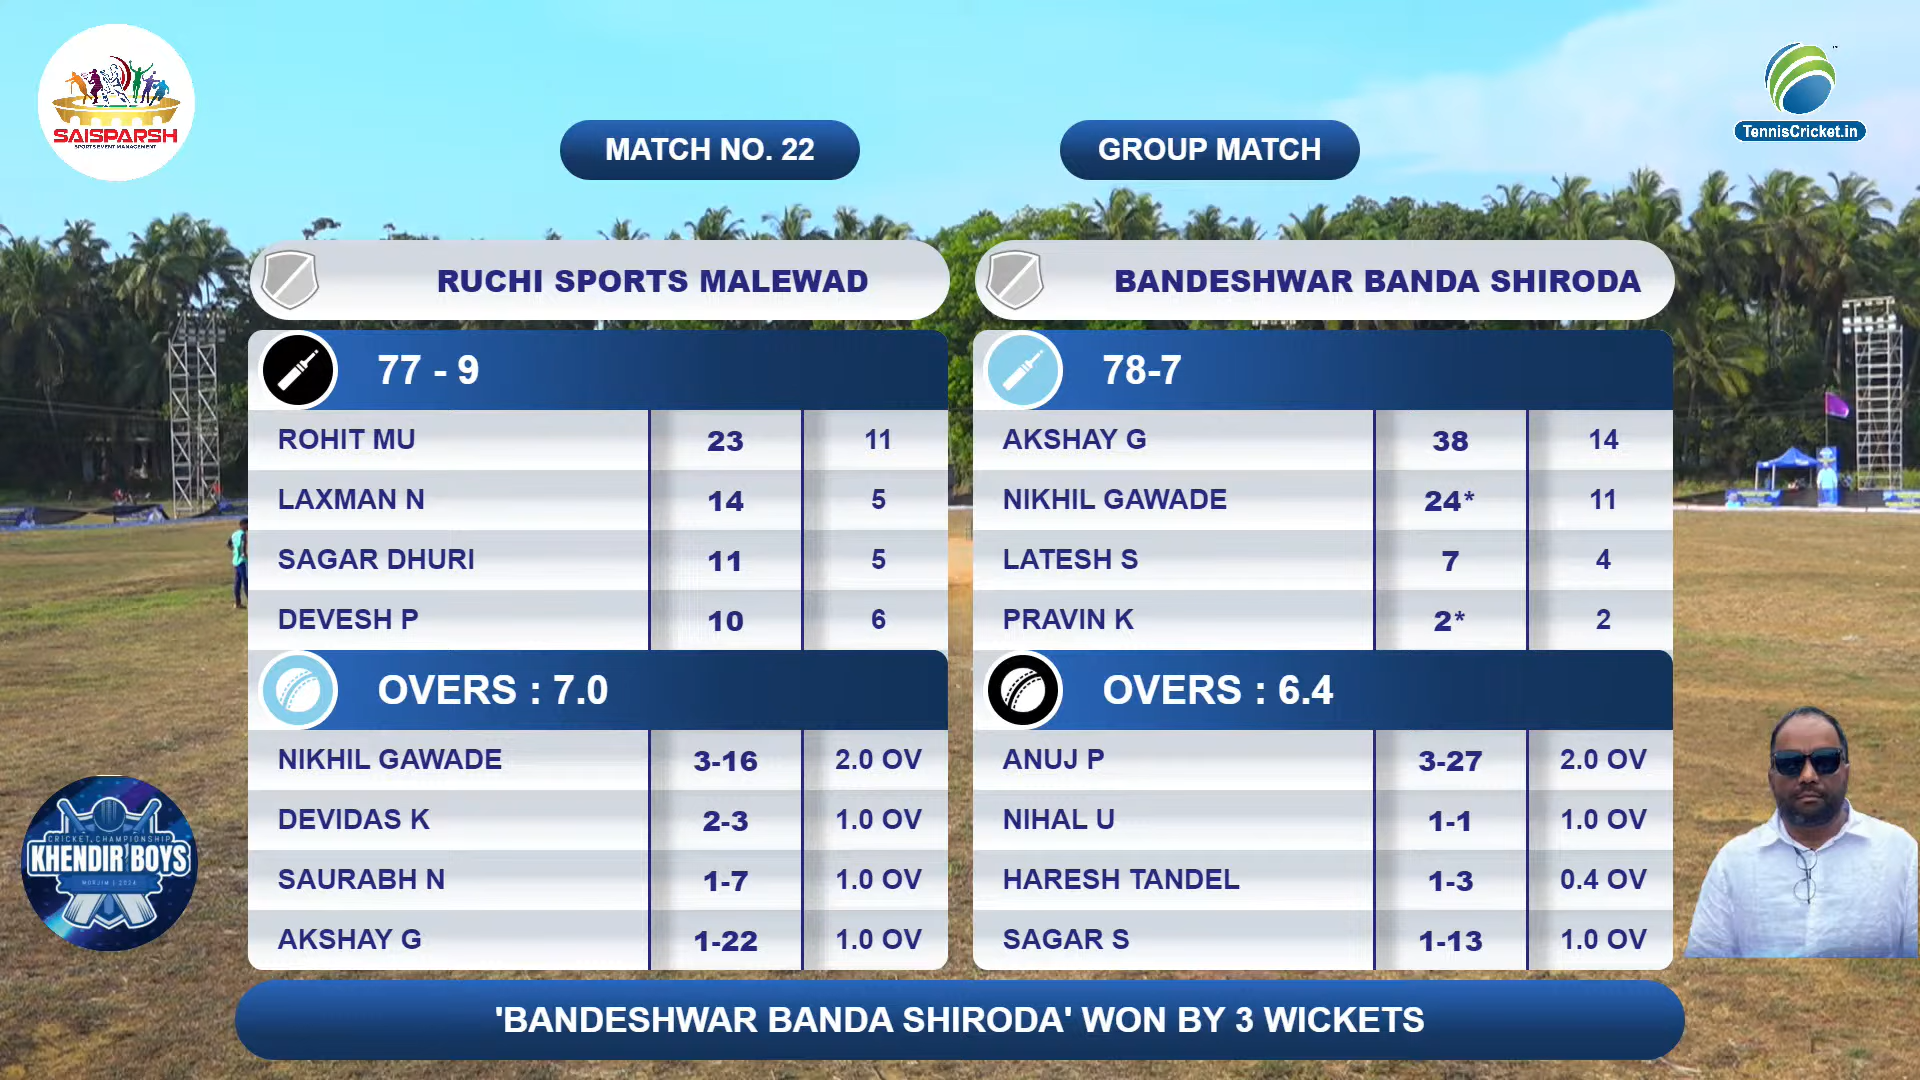 SAISPARSH
SPORTS EVENT MANAGEMENT
TennisCricket.in
MATCH NO. 22
GROUP MATCH
RUCHI SPORTS MALEWAD
77 - 9
ROHIT MU 23 11
LAXMAN N 14 5
SAGAR DHURI 11 5
DEVESH P 10 6
OVERS : 7.0
NIKHIL GAWADE 3-16 2.0 OV
DEVIDAS K 2-3 1.0 OV
SAURABH N 1-7 1.0 OV
AKSHAY G 1-22 1.0 OV
BANDESHWAR BANDA SHIRODA
78-7
AKSHAY G 38 14
NIKHIL GAWADE 24* 11
LATESH S 7 4
PRAVIN K 2* 2
OVERS : 6.4
ANUJ P 3-27 2.0 OV
NIHAL U 1-1 1.0 OV
HARESH TANDEL 1-3 0.4 OV
SAGAR S 1-13 1.0 OV
CRICKET CHAMPIONSHIP
KHENDIR BOYS
MORJIM | 2024
'BANDESHWAR BANDA SHIRODA' WON BY 3 WICKETS